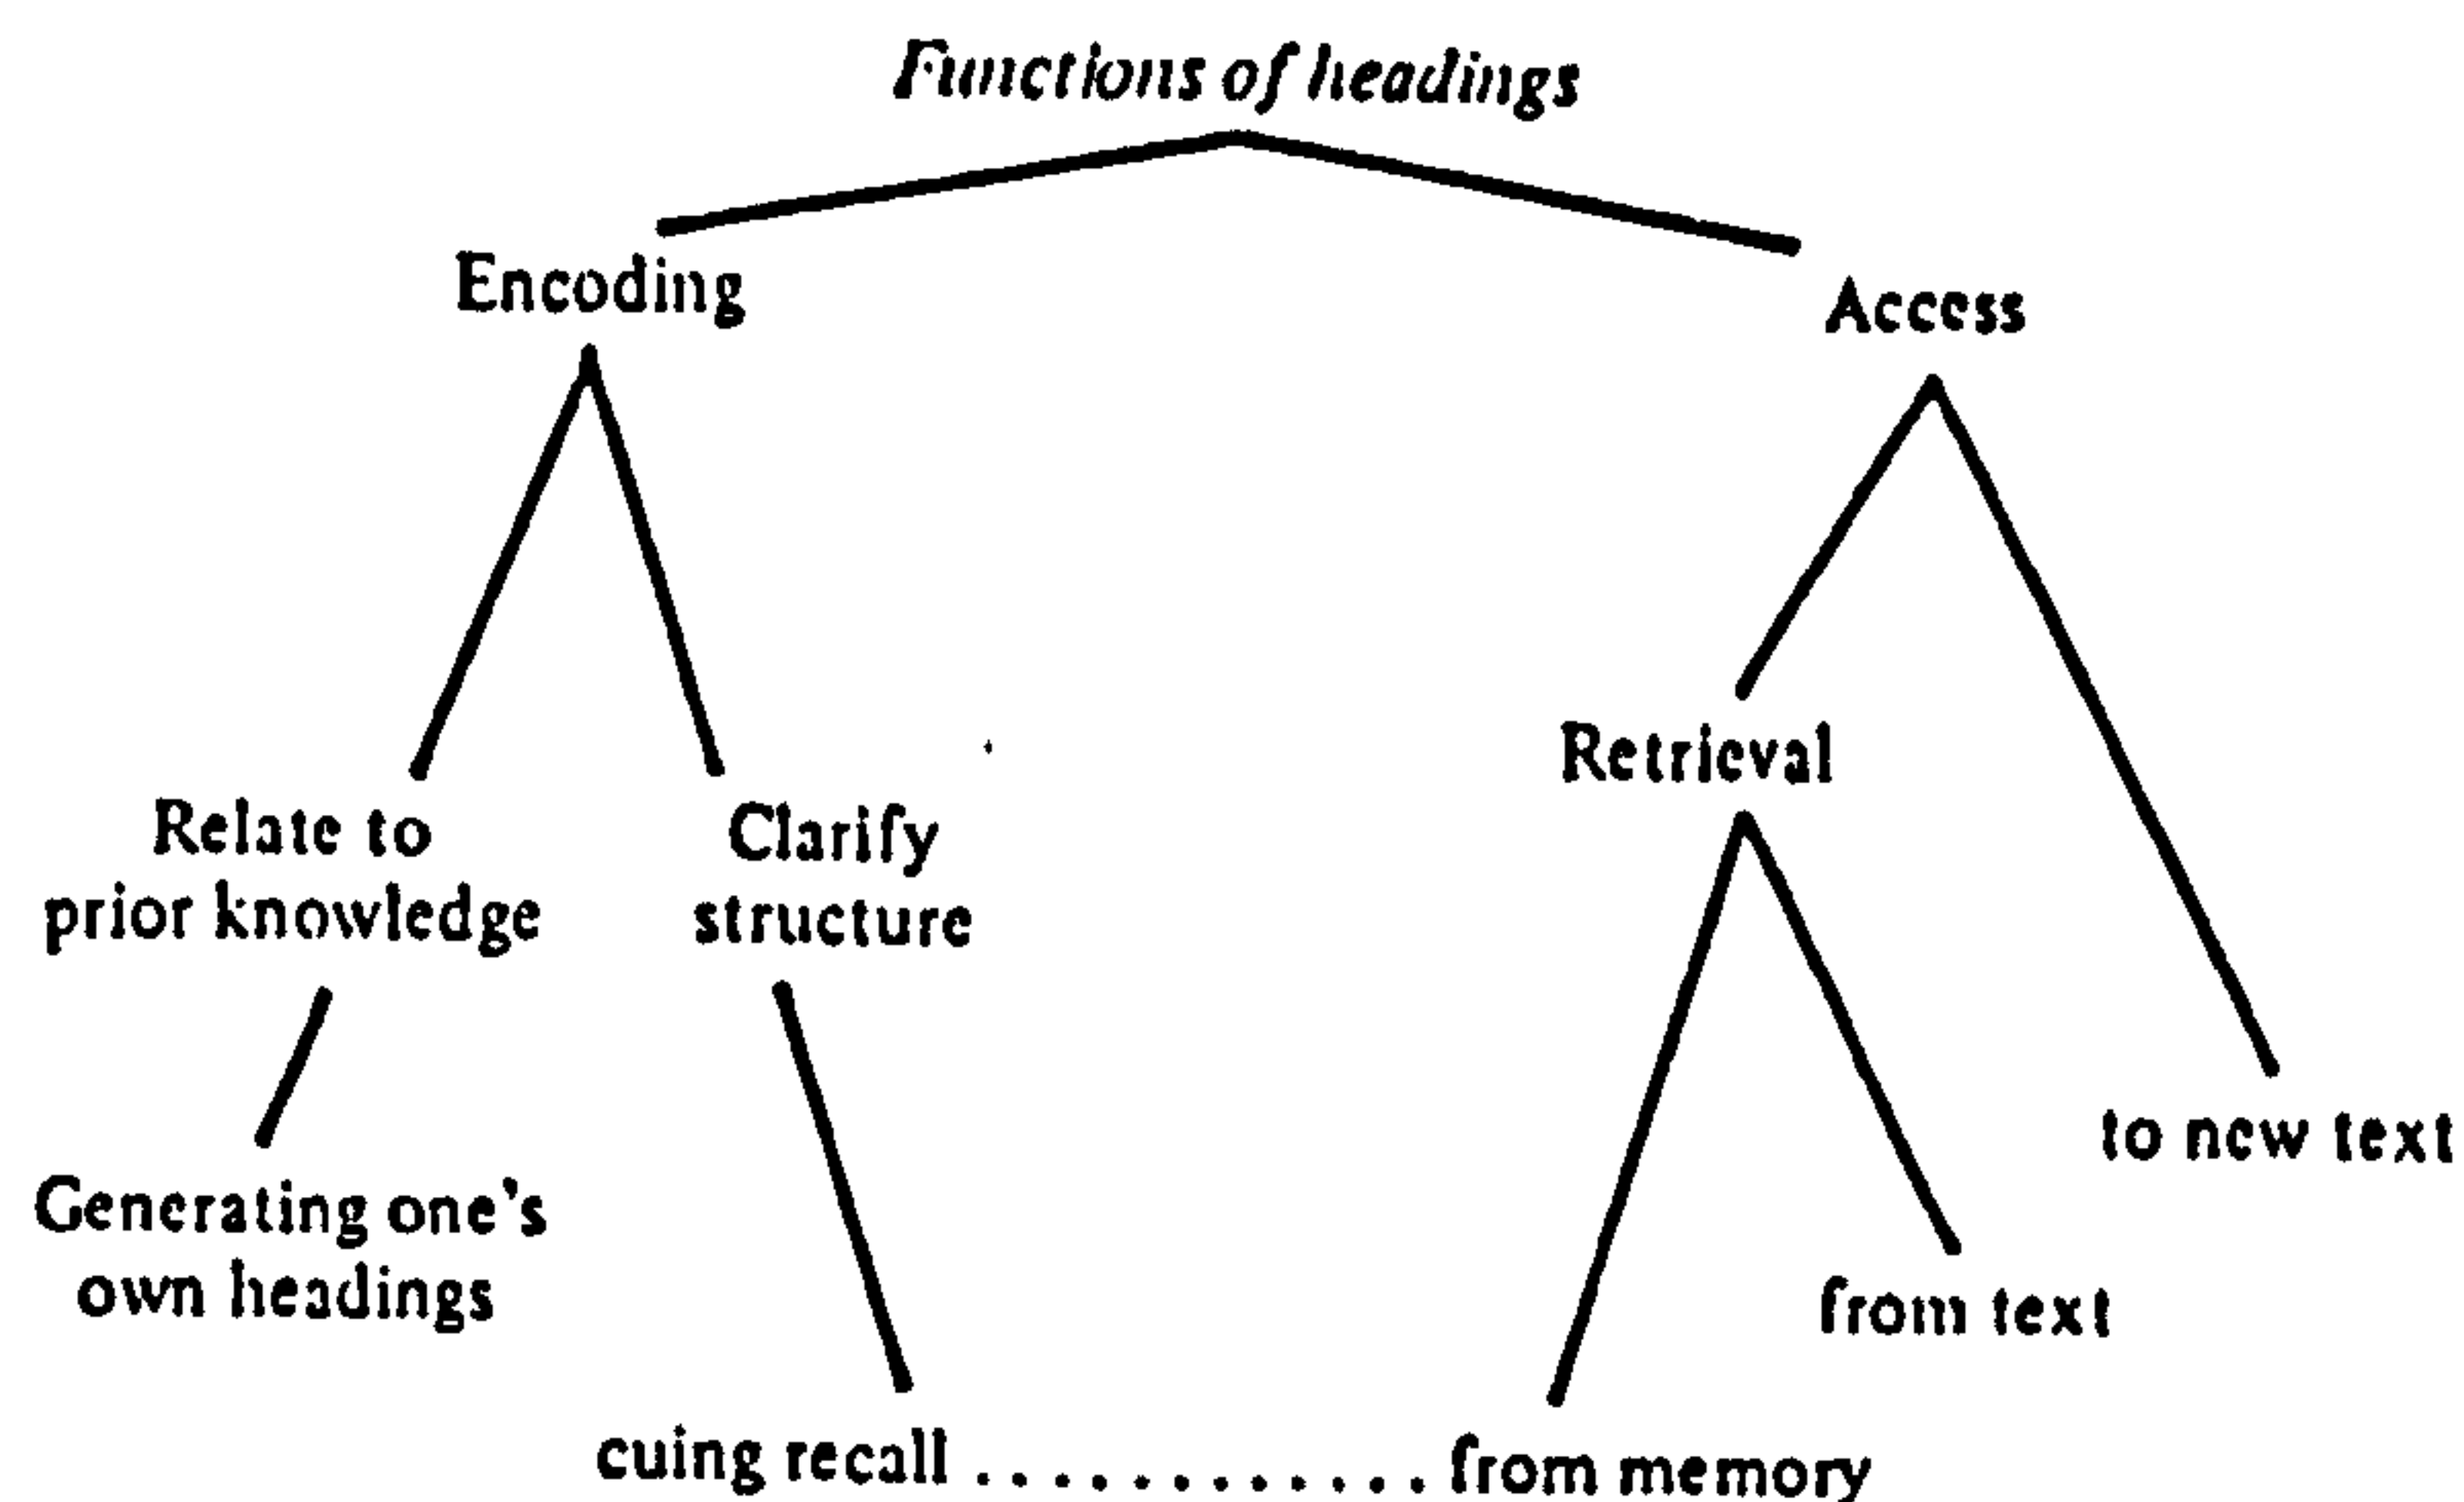 Functions of headings
Encoding
Access
Retrieval
Relate to
prior knowledge
Clarify
structure
to new text
Generating one's
own headings
from text
cuing recall . . . . . . . . . . . . from memory